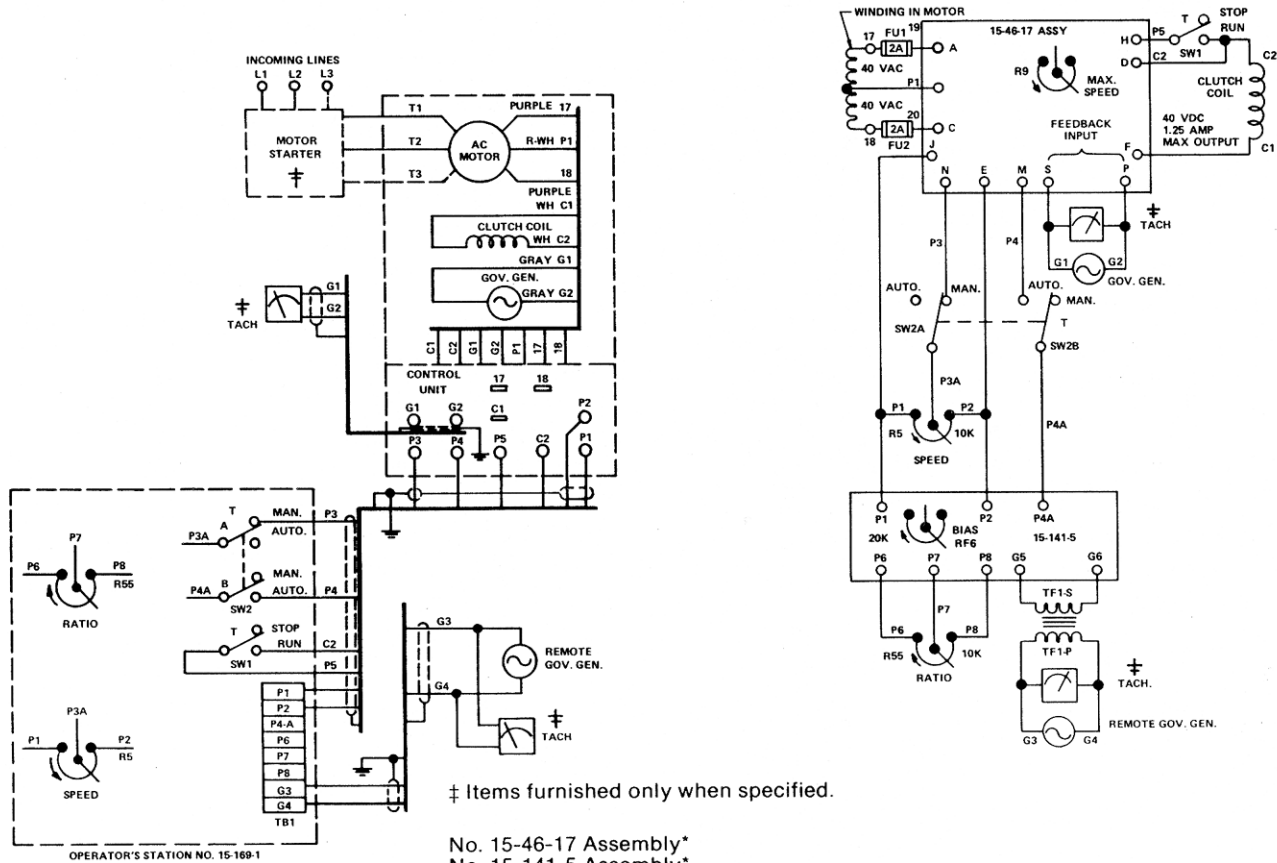 INCOMING LINES
L1 L2 L3
MOTOR
STARTER
‡
T1
T2
T3
AC
MOTOR
PURPLE 17
R-WH P1
18
PURPLE
WH C1
CLUTCH COIL
WH C2
GRAY G1
GOV. GEN.
GRAY G2
G1
G2
‡
TACH
C1 C2 G1 G2 P1 17 18
CONTROL
UNIT
17 18
C1
G1 G2
P2
P3 P4 P5 C2 P1
P7
P6 P8
R55
RATIO
T
A
P3A
MAN.
AUTO.
P3
B
P4A
MAN.
AUTO.
P4
SW2
T
STOP
RUN
C2
SW1
P5
P1
P2
P4-A
P6
P7
P8
G3
G4
TB1
P3A
P1 P2
R5
SPEED
OPERATOR'S STATION NO. 15-169-1
G3
G4
REMOTE
GOV. GEN.
‡
TACH
‡ Items furnished only when specified.
No. 15-46-17 Assembly*
No. 15-141-5 Assembly*
WINDING IN MOTOR
17 FU1 19
2A
A
40 VAC
P1
40 VAC
20
2A
C
18 FU2
J
15-46-17 ASSY
R9
MAX.
SPEED
FEEDBACK
INPUT
H P5
T
STOP
RUN
SW1
D C2
C2
CLUTCH
COIL
40 VDC
1.25 AMP
MAX OUTPUT
F
C1
N E M S P
‡
TACH
P3
P4
G1 G2
GOV. GEN.
AUTO. MAN.
AUTO. MAN.
SW2A
T
SW2B
P3A
P1 P2
R5 10K
SPEED
P4A
P1 P2 P4A
20K
BIAS
RF6
15-141-5
P6 P7 P8 G5 G6
TF1-S
P7
P6 P8
TF1-P
R55 10K
RATIO
‡
TACH.
G3 G4
REMOTE GOV. GEN.